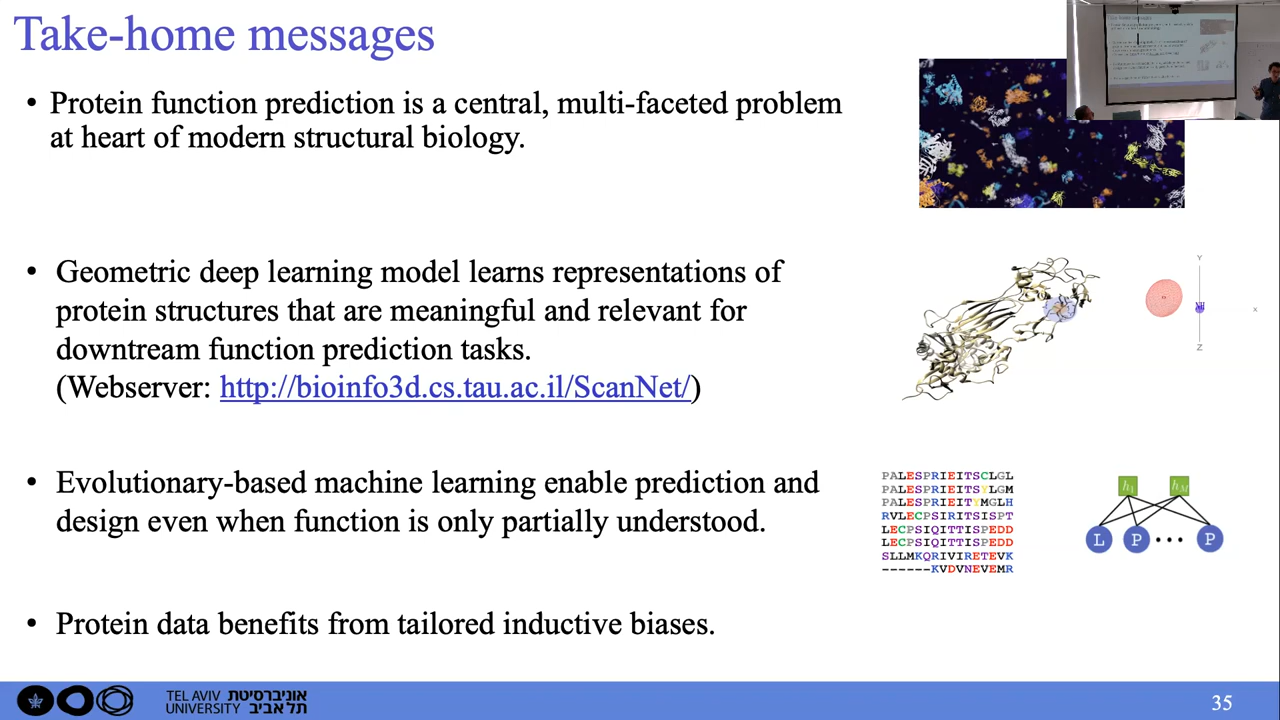 Take-home messages
• Protein function prediction is a central, multi-faceted problem
at heart of modern structural biology.
• Geometric deep learning model learns representations of
protein structures that are meaningful and relevant for
downtream function prediction tasks.
(Webserver: http://bioinfo3d.cs.tau.ac.il/ScanNet/)
Y
X
Z
• Evolutionary-based machine learning enable prediction and
design even when function is only partially understood.
PALESPRIEITSCLGL
PALESPRIEITSYLGM
PALESPRIEITYMGLH
RVLECPSIRITSISPT
LECPSIQITTISPEDD
LECPSIQITTISPEDD
SLLMKQRIVIRETEVK
------KVDVNEVEMR
h1 hM
L P ••• P
• Protein data benefits from tailored inductive biases.
TEL AVIV אוניברסיטת
UNIVERSITY תל אביב
35